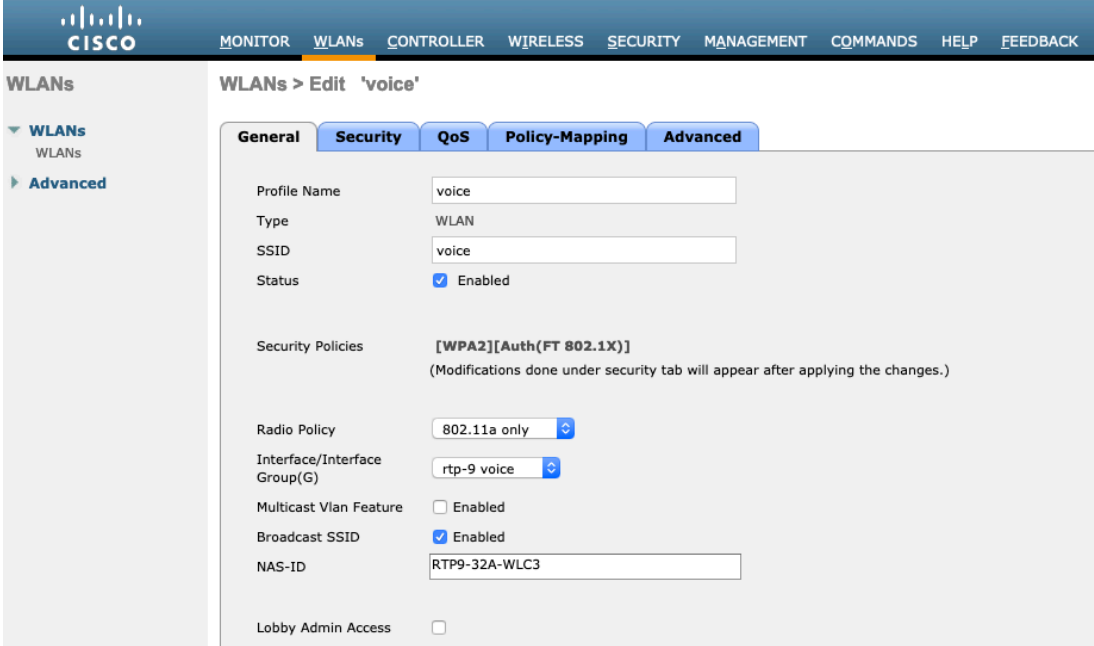 CISCO
MONITOR WLANs CONTROLLER WIRELESS SECURITY MANAGEMENT COMMANDS HELP FEEDBACK
WLANs
WLANs > Edit 'voice'
WLANs
WLANs
Advanced
General Security QoS Policy-Mapping Advanced
Profile Name voice
Type WLAN
SSID voice
Status Enabled
Security Policies [WPA2][Auth(FT 802.1X)]
(Modifications done under security tab will appear after applying the changes.)
Radio Policy 802.11a only
Interface/Interface
Group(G) rtp-9 voice
Multicast Vlan Feature Enabled
Broadcast SSID Enabled
NAS-ID RTP9-32A-WLC3
Lobby Admin Access